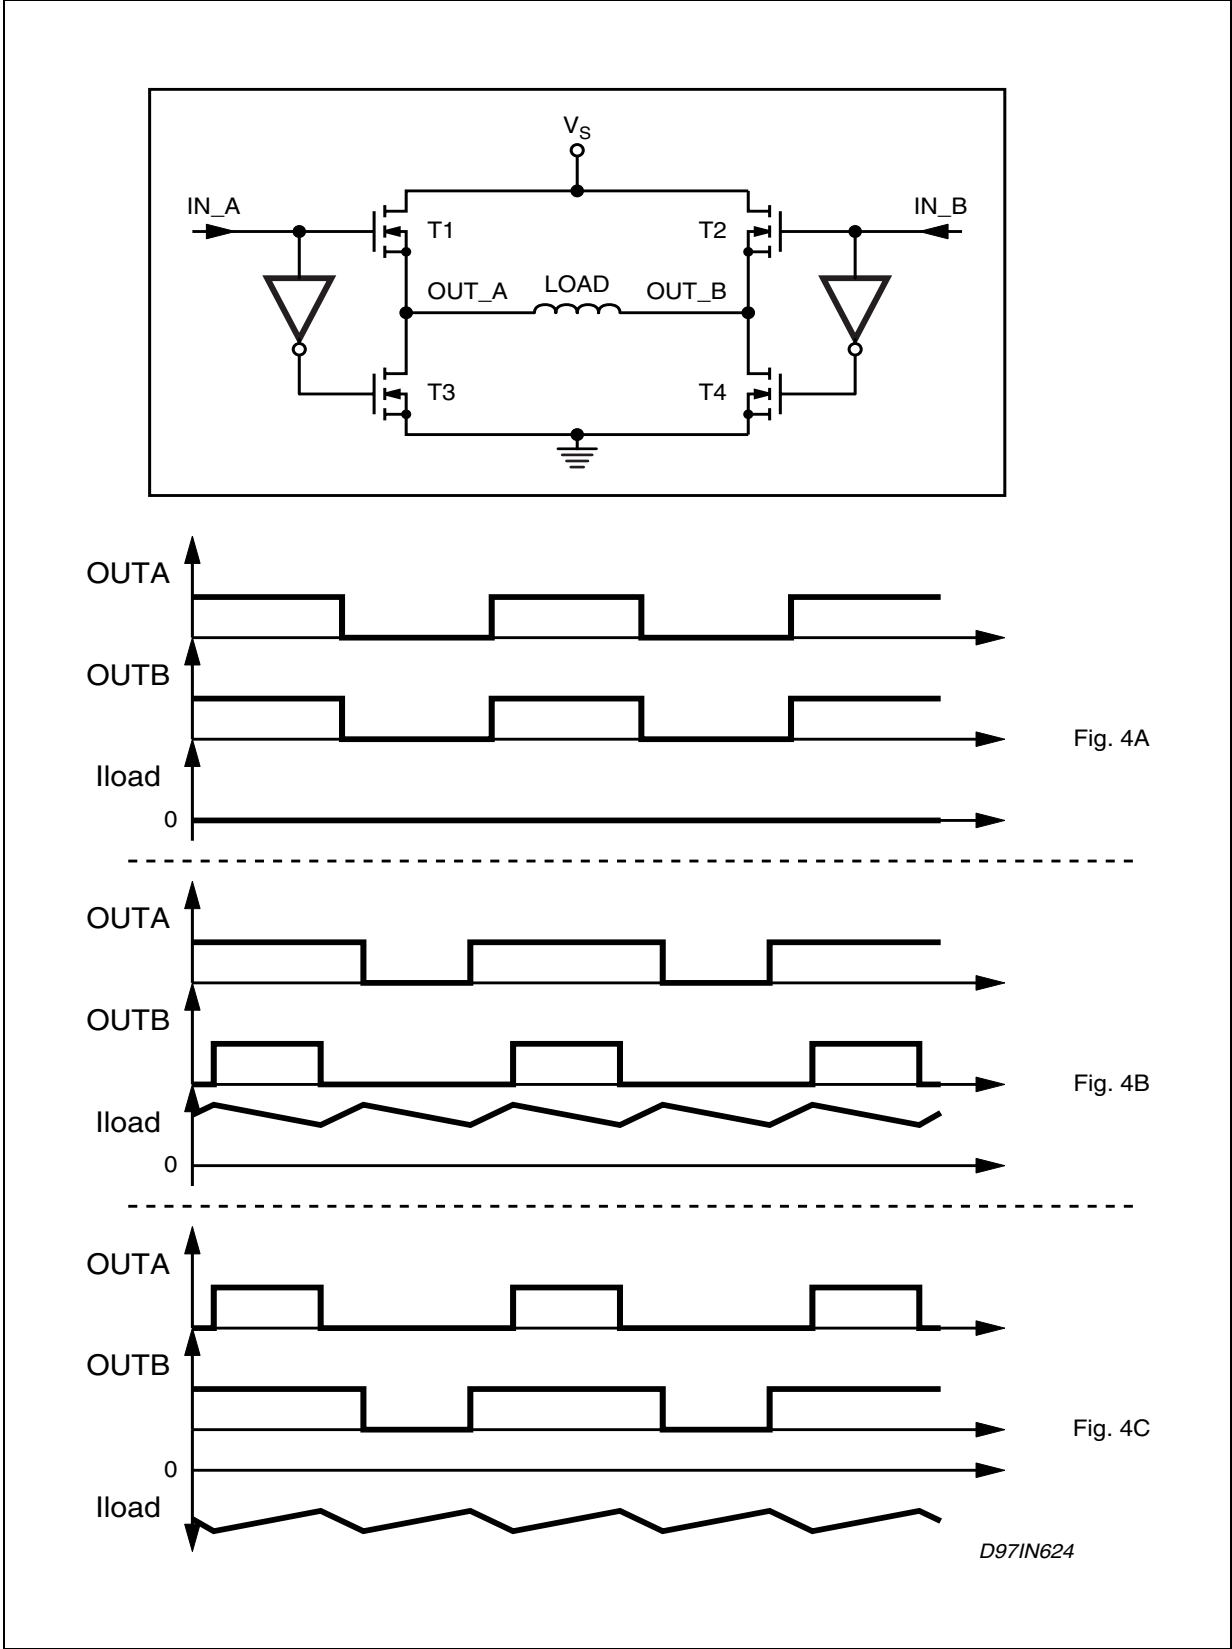 VS
IN_A
IN_B
T1
T2
OUT_A
LOAD
OUT_B
T3
T4
OUTA
OUTB
Fig. 4A
Iload
0
OUTA
OUTB
Fig. 4B
Iload
0
OUTA
OUTB
Fig. 4C
0
Iload
D97IN624